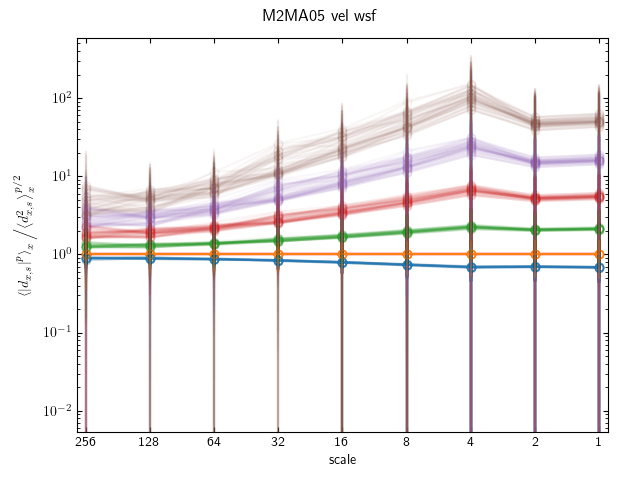 M2MA05 vel wsf
10²
10¹
10⁰
10⁻¹
10⁻²
⟨|d_{x,s}|^p⟩_x / ⟨d²_{x,s}⟩_x^{p/2}
256 128 64 32 16 8 4 2 1
scale